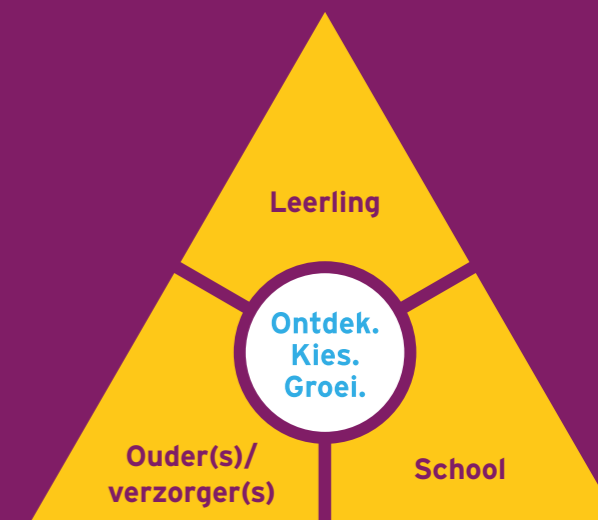 Leerling
Ontdek.
Kies.
Groei.
Ouder(s)/
verzorger(s)
School